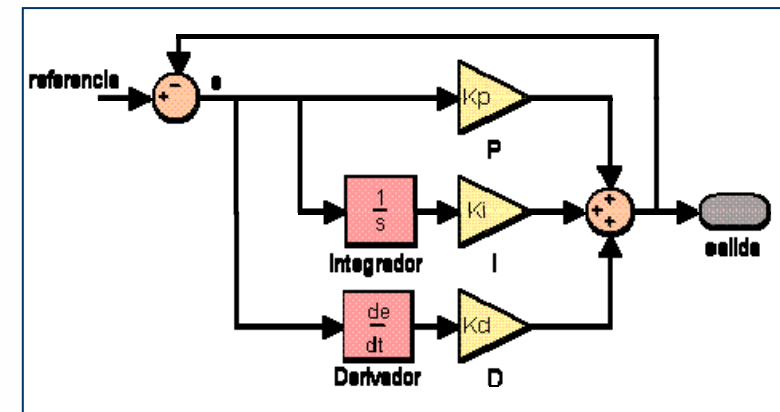 referencia
+
−
e
Kp
P
1
s
Integrador
Ki
I
+
+
+
salida
de
dt
Derivador
Kd
D